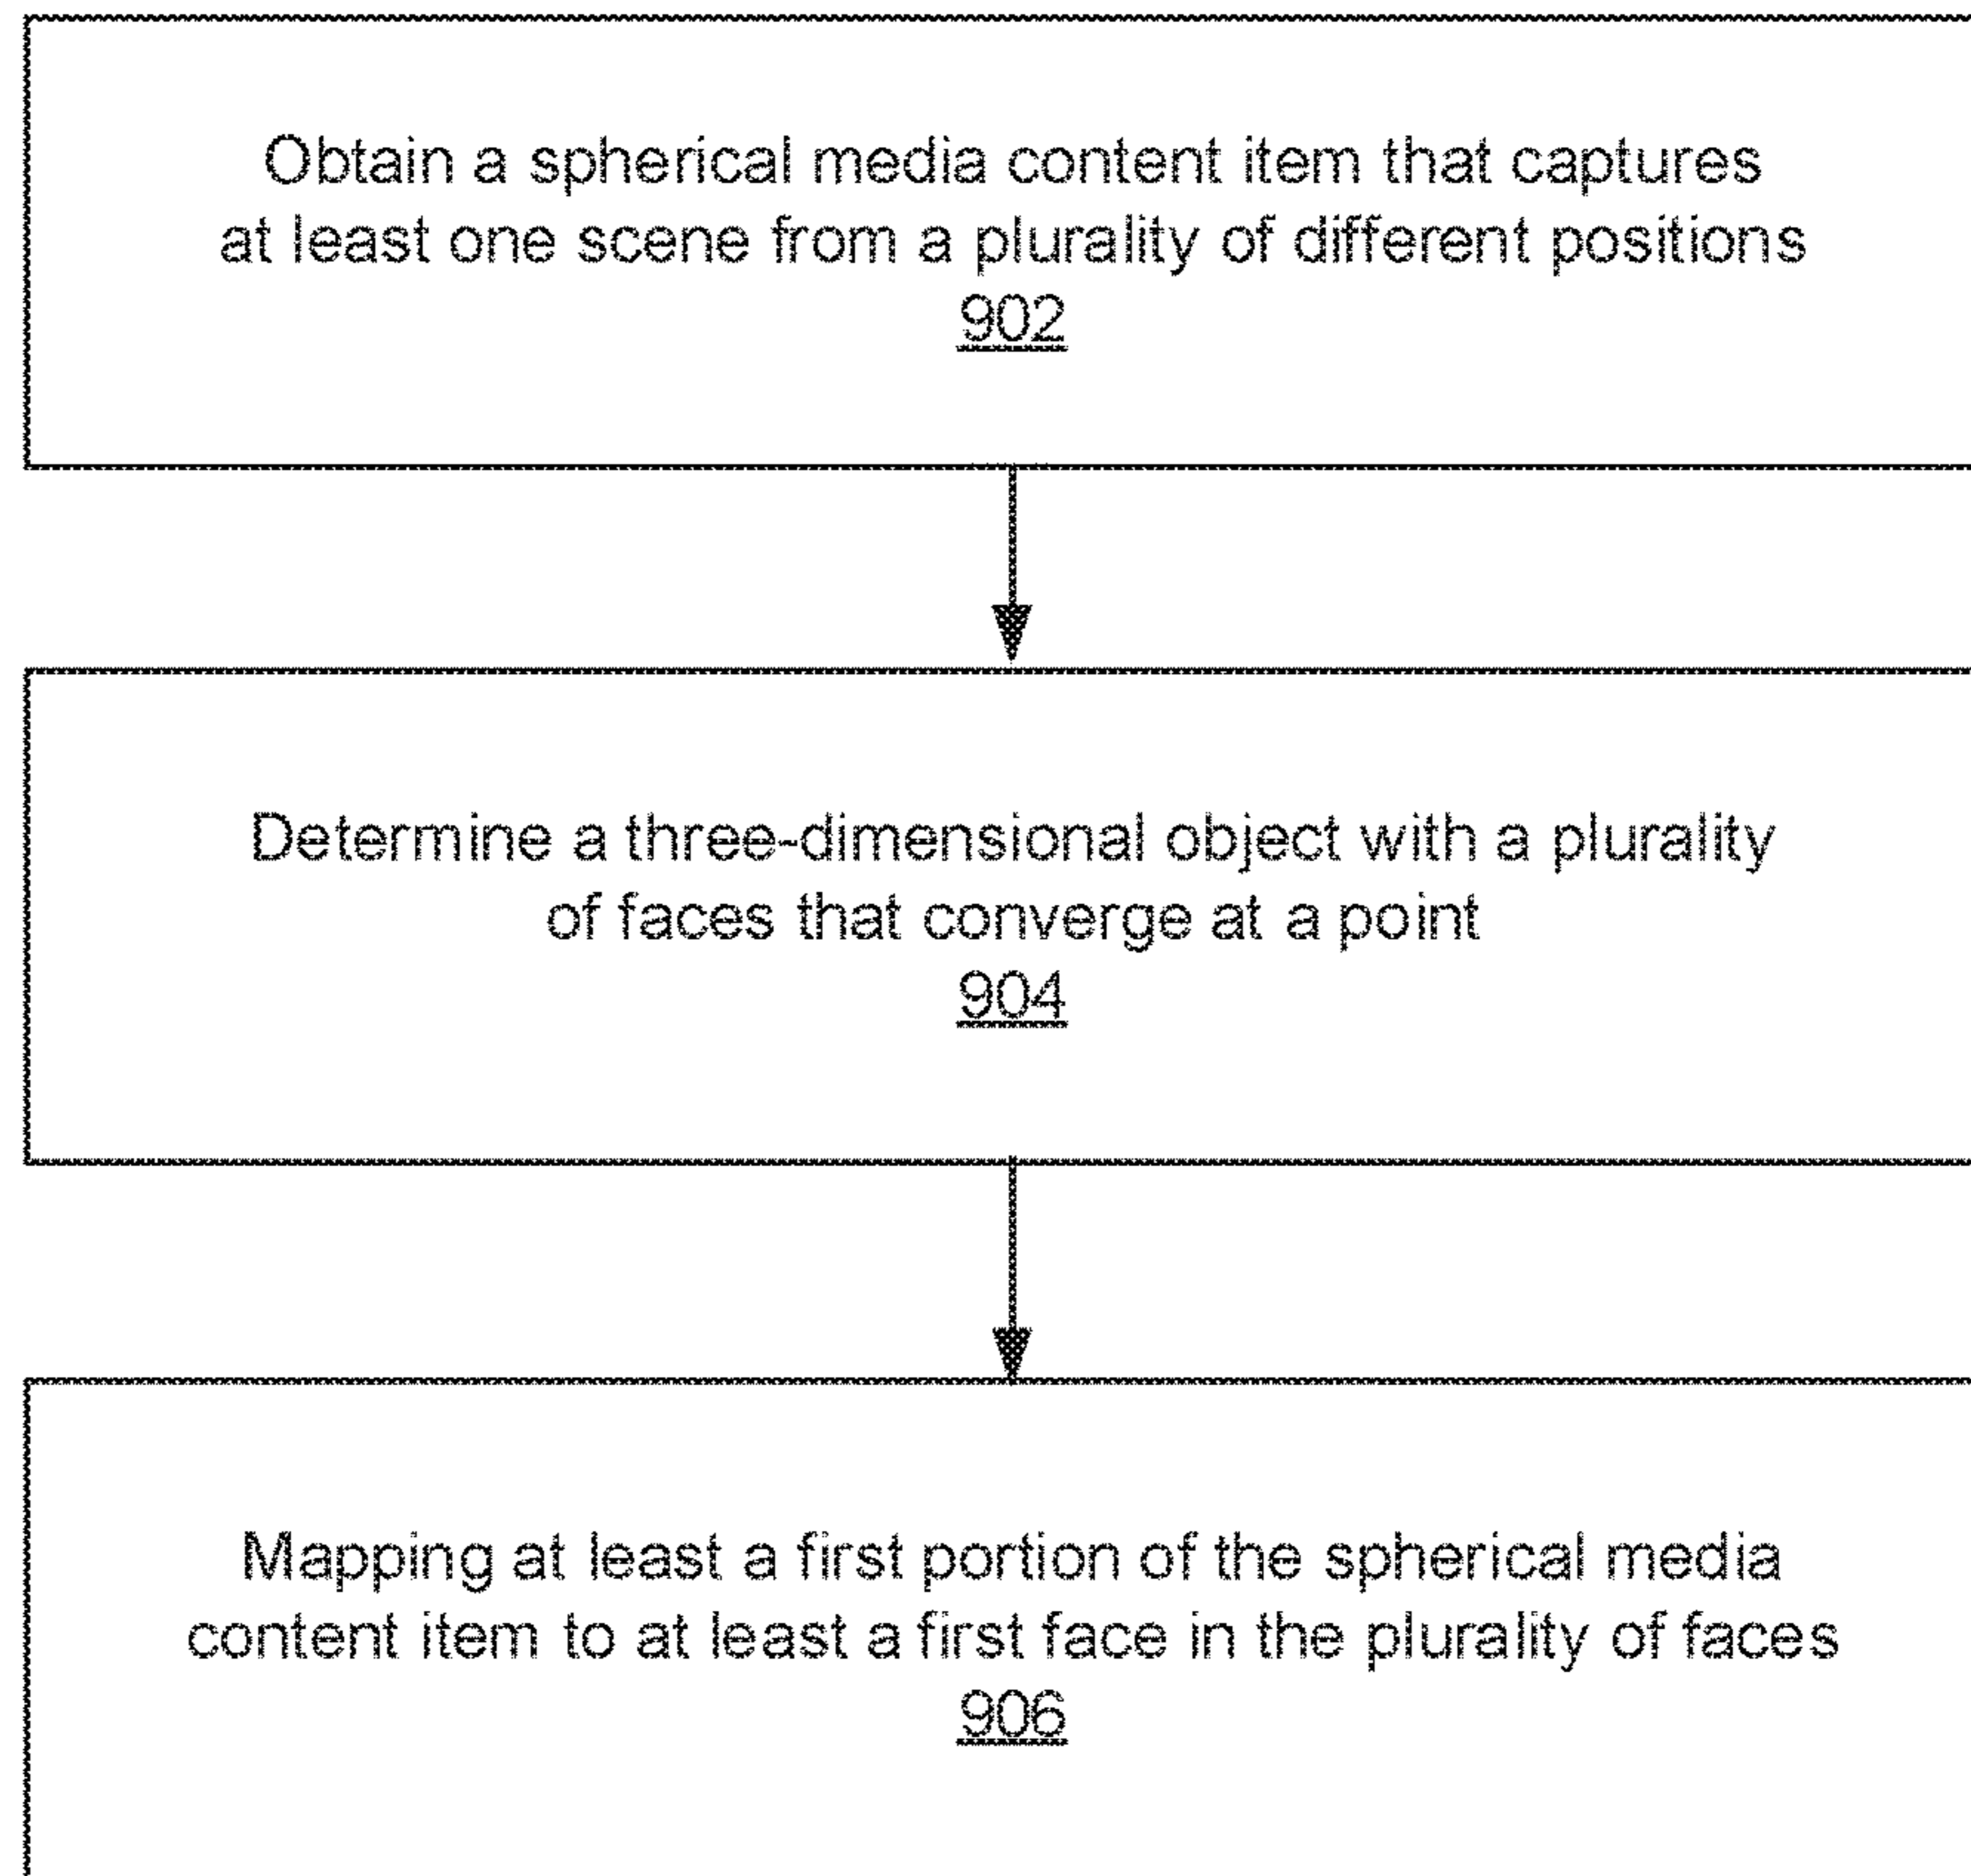 Obtain a spherical media content item that captures
at least one scene from a plurality of different positions
902
Determine a three-dimensional object with a plurality
of faces that converge at a point
904
Mapping at least a first portion of the spherical media
content item to at least a first face in the plurality of faces
906